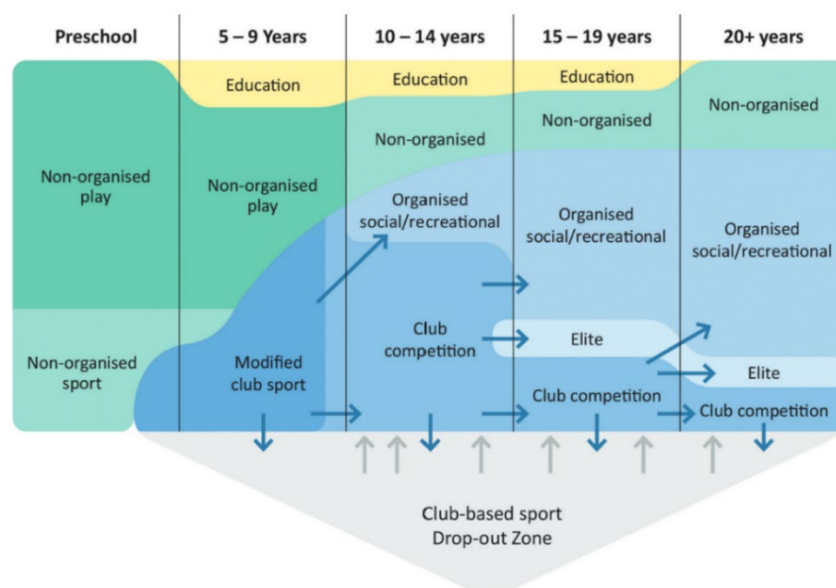 Preschool
5 – 9 Years
10 – 14 years
15 – 19 years
20+ years
Education
Education
Education
Non-organised
Non-organised
Non-organised
Non-organised
play
Non-organised
play
Organised
social/recreational
Organised
social/recreational
Organised
social/recreational
Non-organised
sport
Modified
club sport
Club
competition
Elite
Elite
Club competition
Club competition
Club-based sport
Drop-out Zone